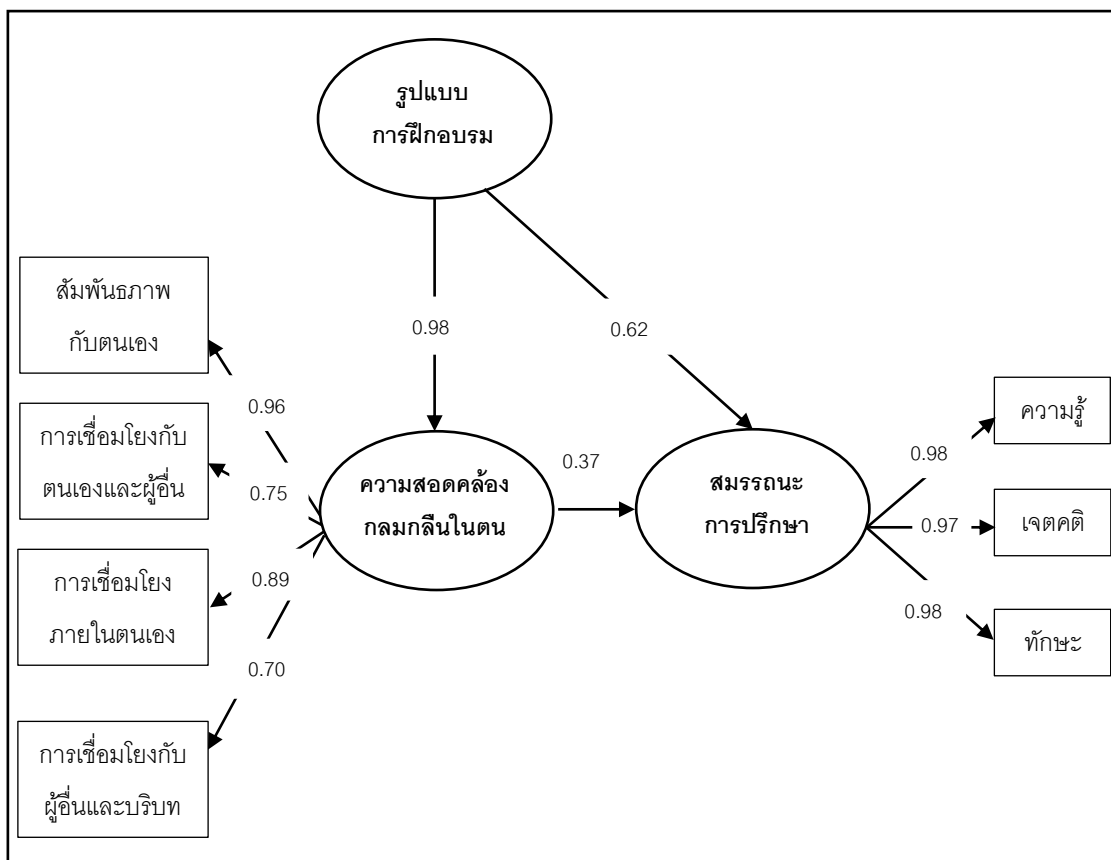 รูปแบบ
การฝึกอบรม
สัมพันธภาพ
กับตนเอง
0.98
0.62
0.96
การเชื่อมโยงกับ
ตนเองและผู้อื่น
0.75
ความสอดคล้อง
กลมกลืนในตน
0.37
สมรรถนะ
การปรึกษา
0.98
ความรู้
0.97
เจตคติ
0.98
ทักษะ
การเชื่อมโยง
ภายในตนเอง
0.89
0.70
การเชื่อมโยงกับ
ผู้อื่นและบริบท